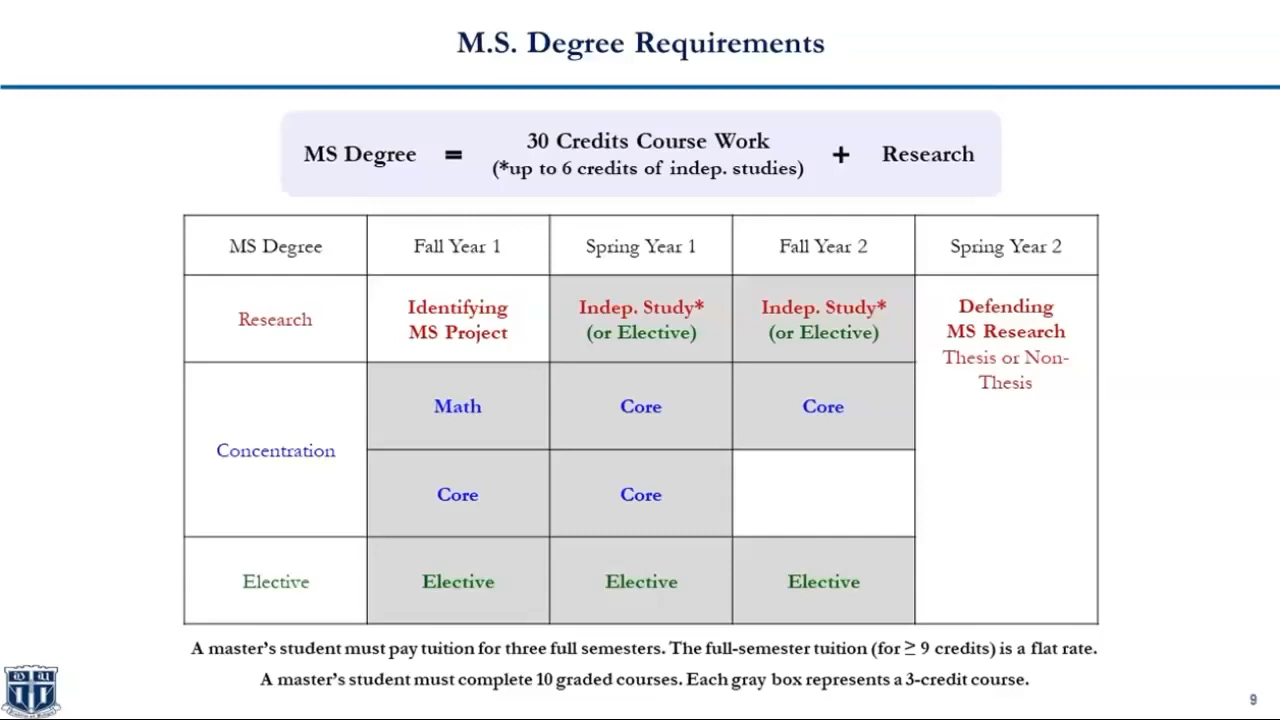 M.S. Degree Requirements
MS Degree = 30 Credits Course Work + Research
(*up to 6 credits of indep. studies)
MS Degree Fall Year 1 Spring Year 1 Fall Year 2 Spring Year 2
Research
Identifying
MS Project
Indep. Study*
(or Elective)
Indep. Study*
(or Elective)
Defending
MS Research
Thesis or Non-
Thesis
Concentration
Math Core Core
Core Core
Elective Elective Elective Elective
A master's student must pay tuition for three full semesters. The full-semester tuition (for ≥ 9 credits) is a flat rate.
A master's student must complete 10 graded courses. Each gray box represents a 3-credit course.
9